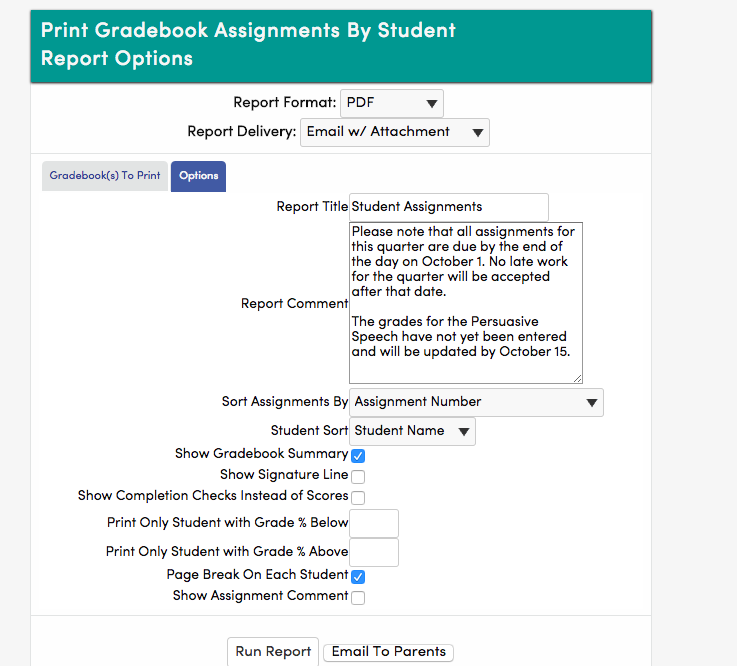 Print Gradebook Assignments By Student
Report Options
Report Format: PDF
Report Delivery: Email w/ Attachment
Gradebook(s) To Print Options
Report Title Student Assignments
Report Comment
Please note that all assignments for
this quarter are due by the end of
the day on October 1. No late work
for the quarter will be accepted
after that date.
The grades for the Persuasive
Speech have not yet been entered
and will be updated by October 15.
Sort Assignments By Assignment Number
Student Sort Student Name
Show Gradebook Summary
Show Signature Line
Show Completion Checks Instead of Scores
Print Only Student with Grade % Below
Print Only Student with Grade % Above
Page Break On Each Student
Show Assignment Comment
Run Report Email To Parents